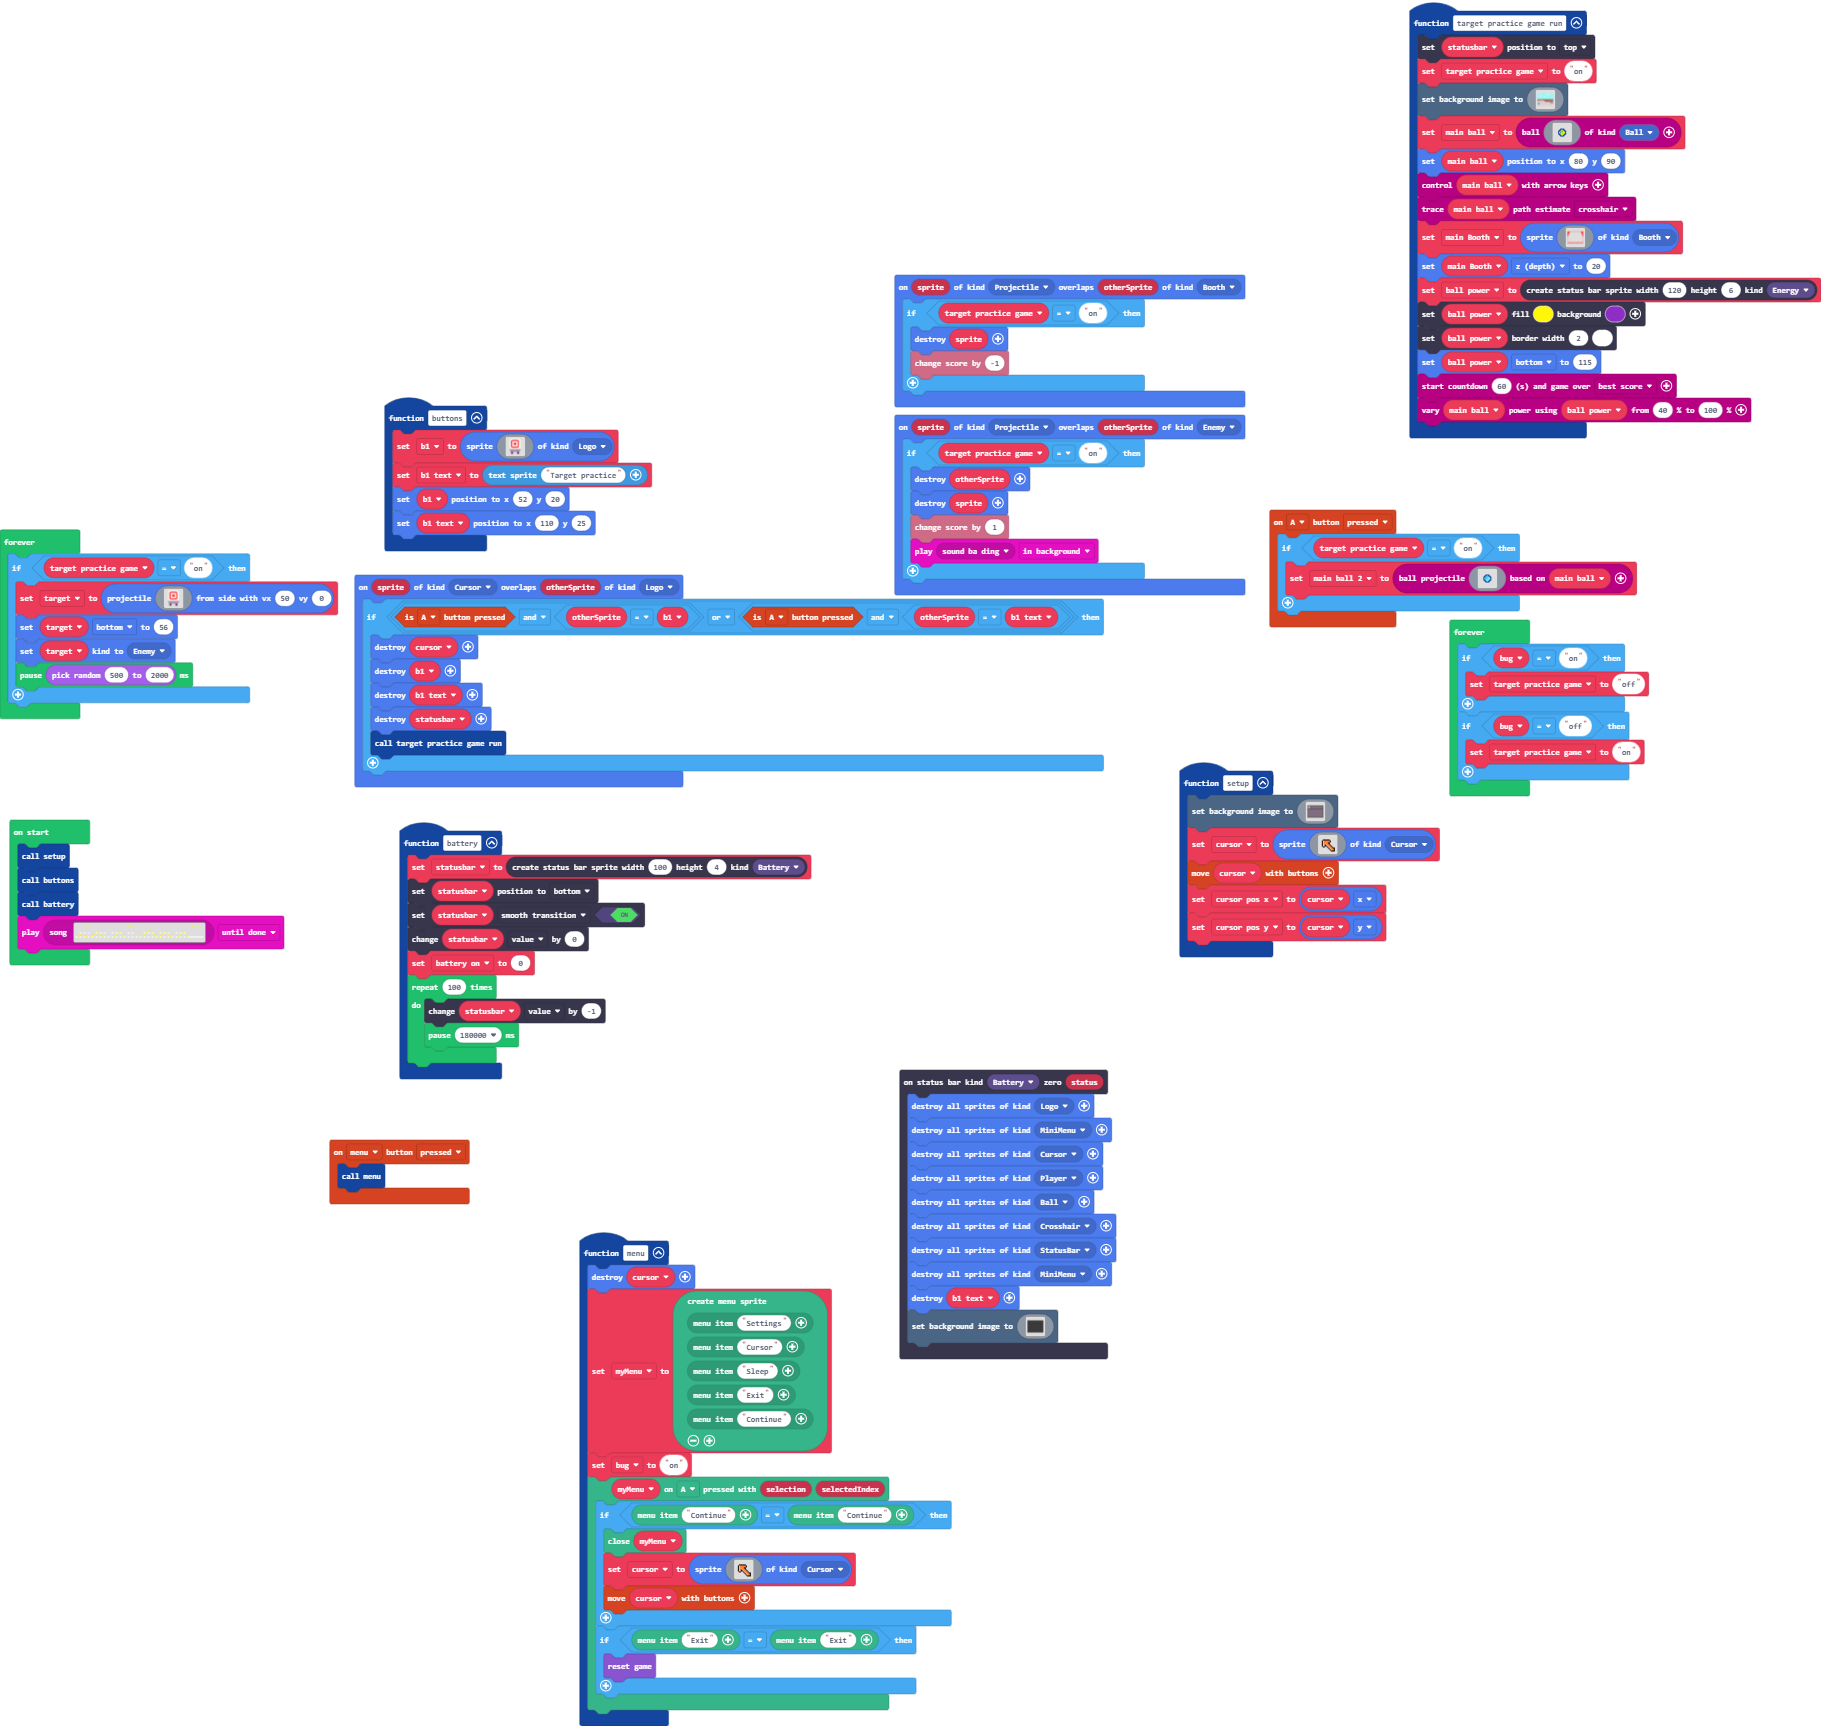 function target practice game run
set statusbar position to top
set target practice game to "on"
set background image to
set main ball to ball of kind Ball
set main ball position to x 80 y 90
control main ball with arrow keys
trace main ball path estimate crosshair
set main Booth to sprite of kind Booth
set main Booth z (depth) to 20
set ball power to create status bar sprite width 120 height 6 kind Energy
set ball power fill background
set ball power border width 2
set ball power bottom to 115
start countdown 60 (s) and game over best score
vary main ball power using ball power from 40 % to 100 %
on sprite of kind Projectile overlaps otherSprite of kind Booth
if target practice game = "on" then
destroy sprite
change score by -1
function buttons
set b1 to sprite of kind Logo
set b1 text to text sprite "Target practice"
set b1 position to x 52 y 20
set b1 text position to x 110 y 25
on sprite of kind Projectile overlaps otherSprite of kind Enemy
if target practice game = "on" then
destroy otherSprite
destroy sprite
change score by 1
play sound ba ding in background
on A button pressed
if target practice game = "on" then
set main ball 2 to ball projectile based on main ball
forever
if target practice game = "on" then
set target to projectile from side with vx 50 vy 0
set target bottom to 56
set target kind to Enemy
pause pick random 500 to 2000 ms
on sprite of kind Cursor overlaps otherSprite of kind Logo
if is A button pressed and otherSprite = b1 or is A button pressed and otherSprite = b1 text then
destroy cursor
destroy b1
destroy b1 text
destroy statusbar
call target practice game run
forever
if bug = "on" then
set target practice game to "off"
if bug = "off" then
set target practice game to "on"
function setup
set background image to
set cursor to sprite of kind Cursor
move cursor with buttons
set cursor pos x to cursor x
set cursor pos y to cursor y
on start
call setup
call buttons
call battery
play song until done
function battery
set statusbar to create status bar sprite width 100 height 4 kind Battery
set statusbar position to bottom
set statusbar smooth transition ON
change statusbar value by 0
set battery on to 0
repeat 100 times
do change statusbar value by -1
pause 180000 ms
on status bar kind Battery zero status
destroy all sprites of kind Logo
destroy all sprites of kind MiniMenu
destroy all sprites of kind Cursor
destroy all sprites of kind Player
destroy all sprites of kind Ball
destroy all sprites of kind Crosshair
destroy all sprites of kind StatusBar
destroy all sprites of kind MiniMenu
destroy b1 text
set background image to
on menu button pressed
call menu
function menu
destroy cursor
set myMenu to create menu sprite
menu item "Settings"
menu item "Cursor"
menu item "Sleep"
menu item "Exit"
menu item "Continue"
set bug to "on"
myMenu on A pressed with selection selectedIndex
if menu item "Continue" = menu item "Continue" then
close myMenu
set cursor to sprite of kind Cursor
move cursor with buttons
if menu item "Exit" = menu item "Exit" then
reset game